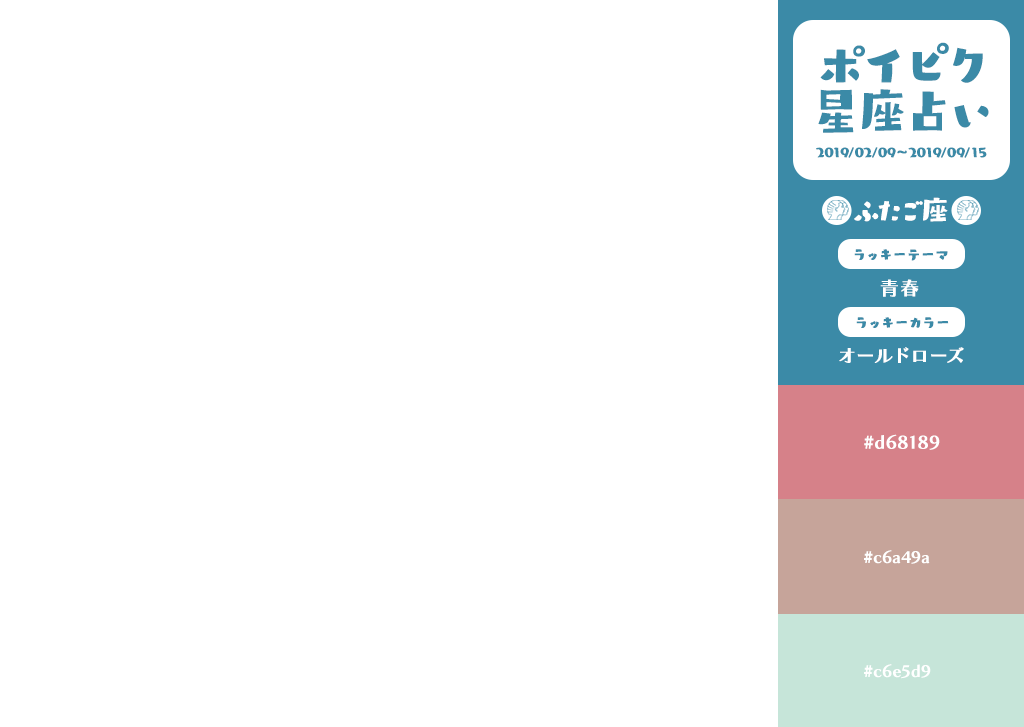 ポイピク
星座占い
2019/02/09~2019/09/15
ふたご座
ラッキーテーマ
青春
ラッキーカラー
オールドローズ
#d68189
#c6a49a
#c6e5d9